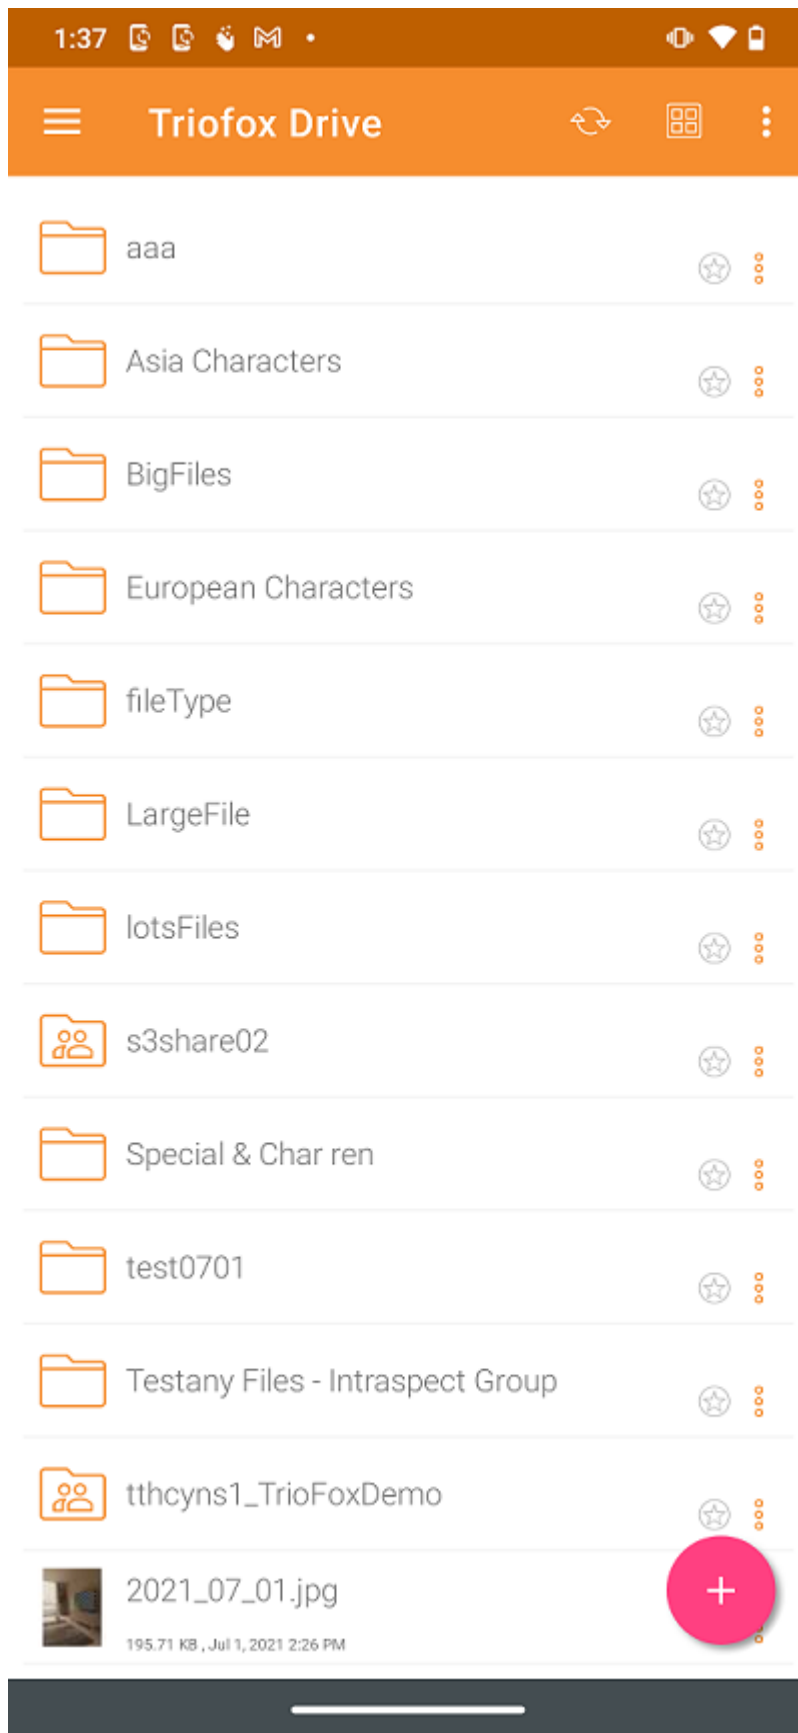 1:37
Triofox Drive
aaa
Asia Characters
BigFiles
European Characters
fileType
LargeFile
lotsFiles
s3share02
Special & Char ren
test0701
Testany Files - Intraspect Group
tthcyns1_TrioFoxDemo
2021_07_01.jpg
195.71 KB , Jul 1, 2021 2:26 PM